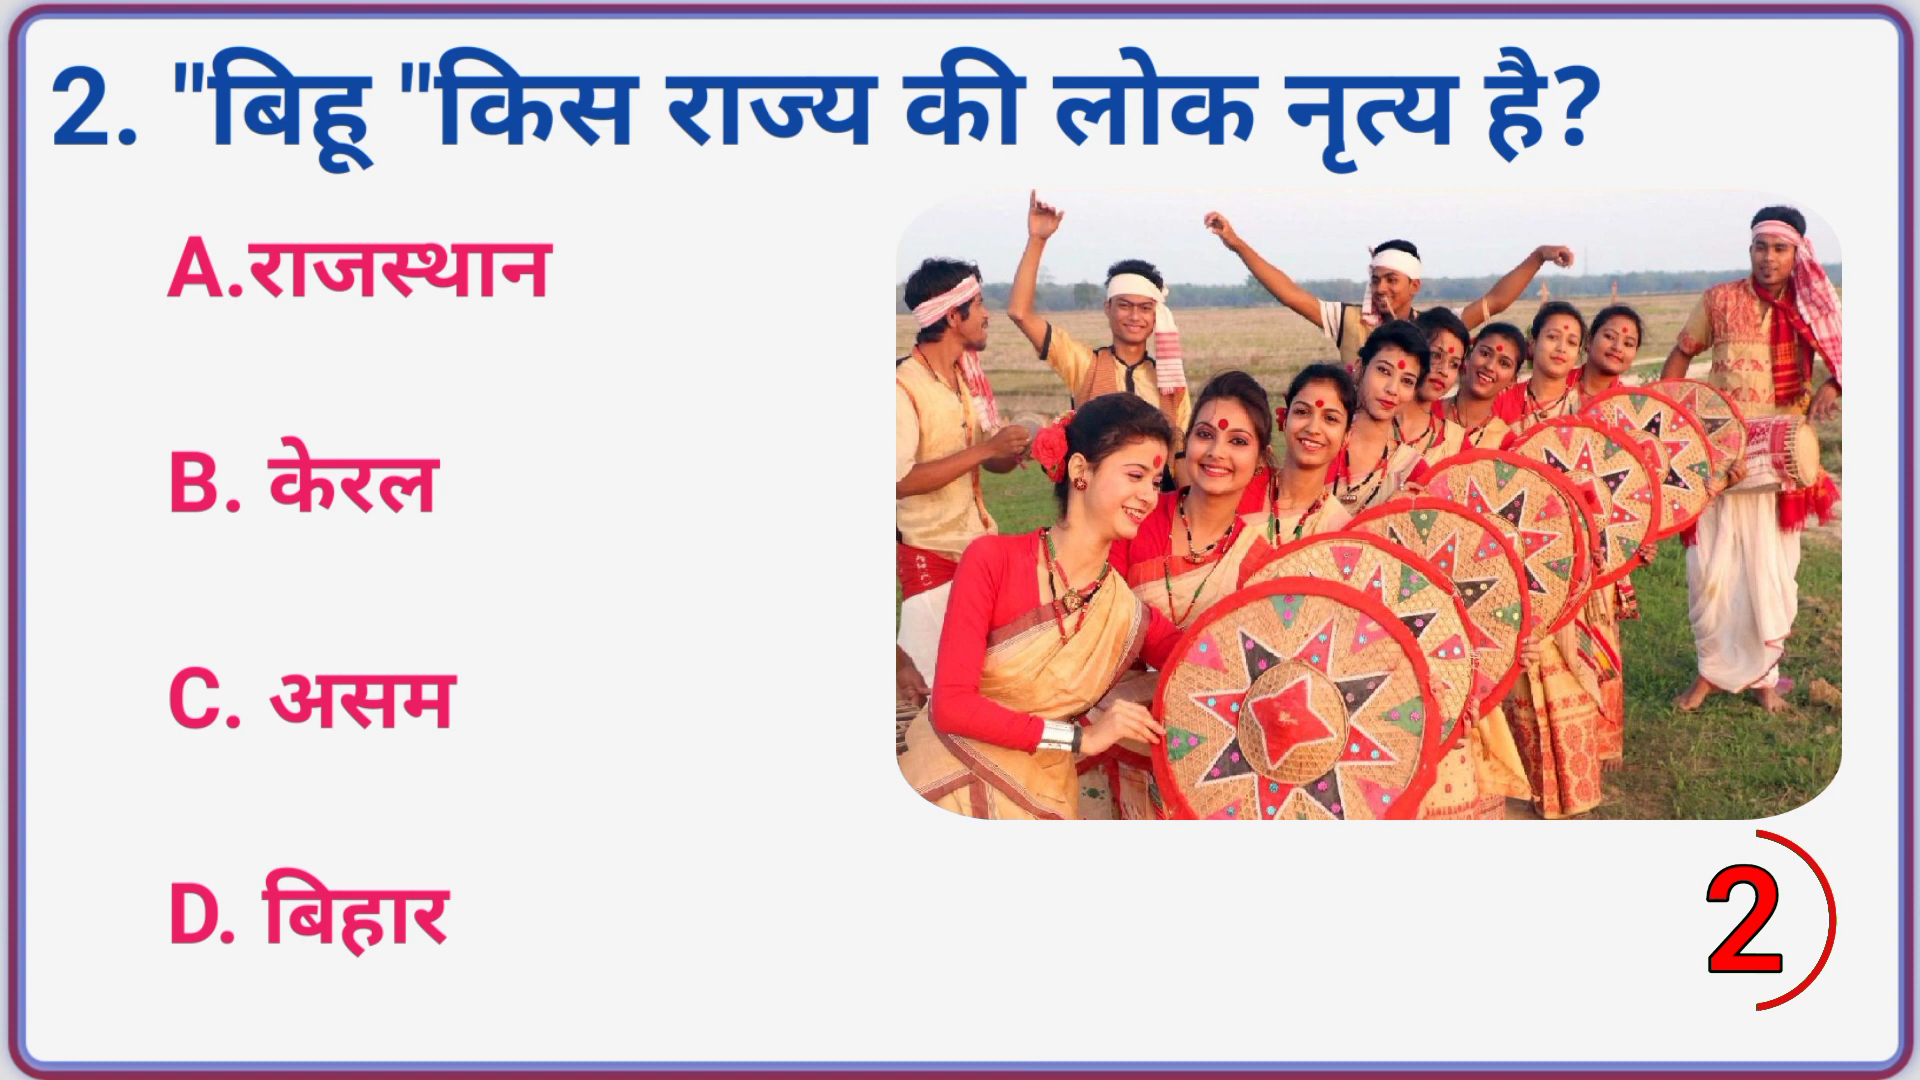 2. "बिहू "किस राज्य की लोक नृत्य है?
A.राजस्थान
B. केरल
C. असम
D. बिहार
2